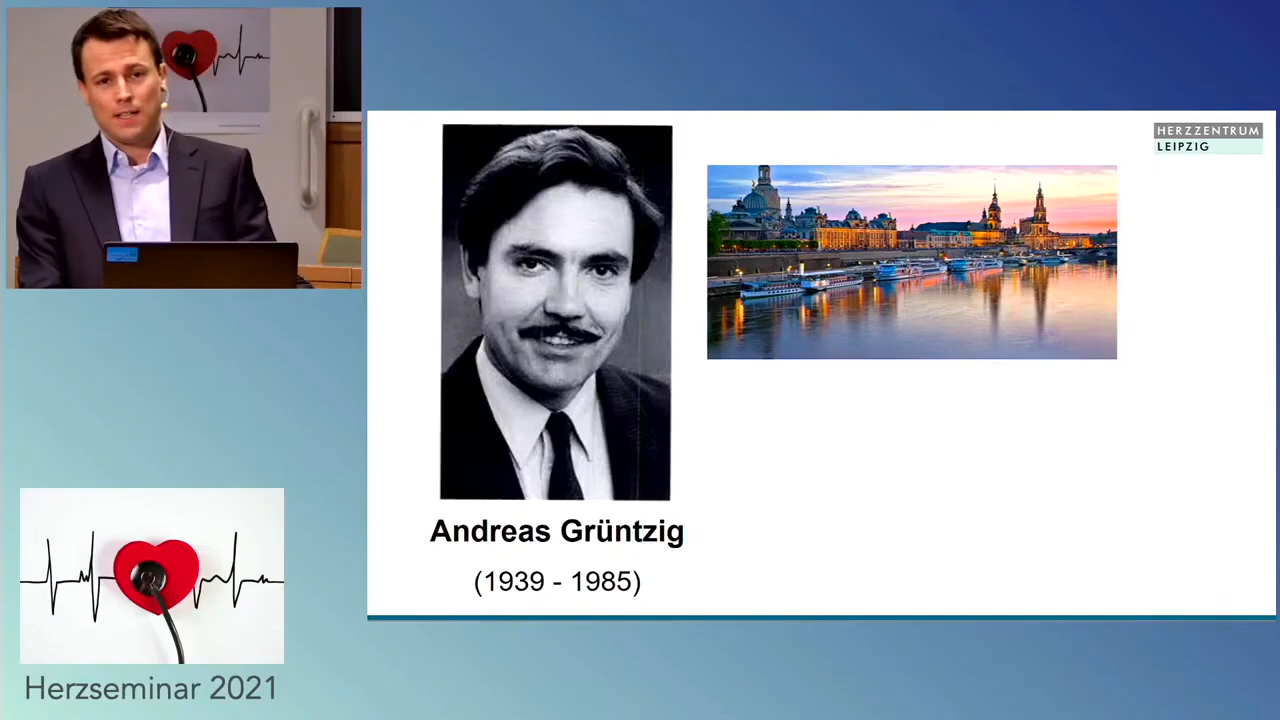 HERZZENTRUM
LEIPZIG
Andreas Grüntzig
(1939 - 1985)
Herzseminar 2021